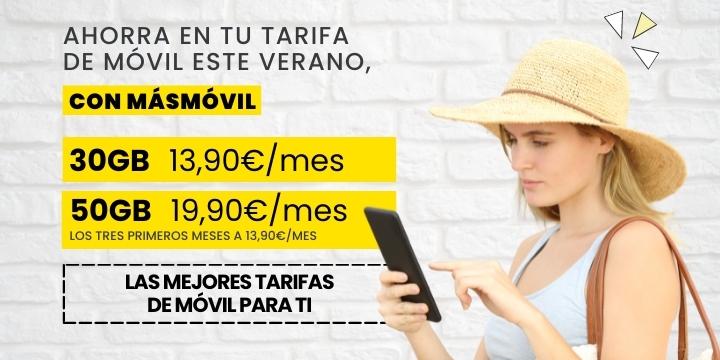 AHORRA EN TU TARIFA
DE MÓVIL ESTE VERANO,
CON MÁSMÓVIL
30GB 13,90€/mes
50GB 19,90€/mes
LOS TRES PRIMEROS MESES A 13,90€/MES
LAS MEJORES TARIFAS
DE MÓVIL PARA TI